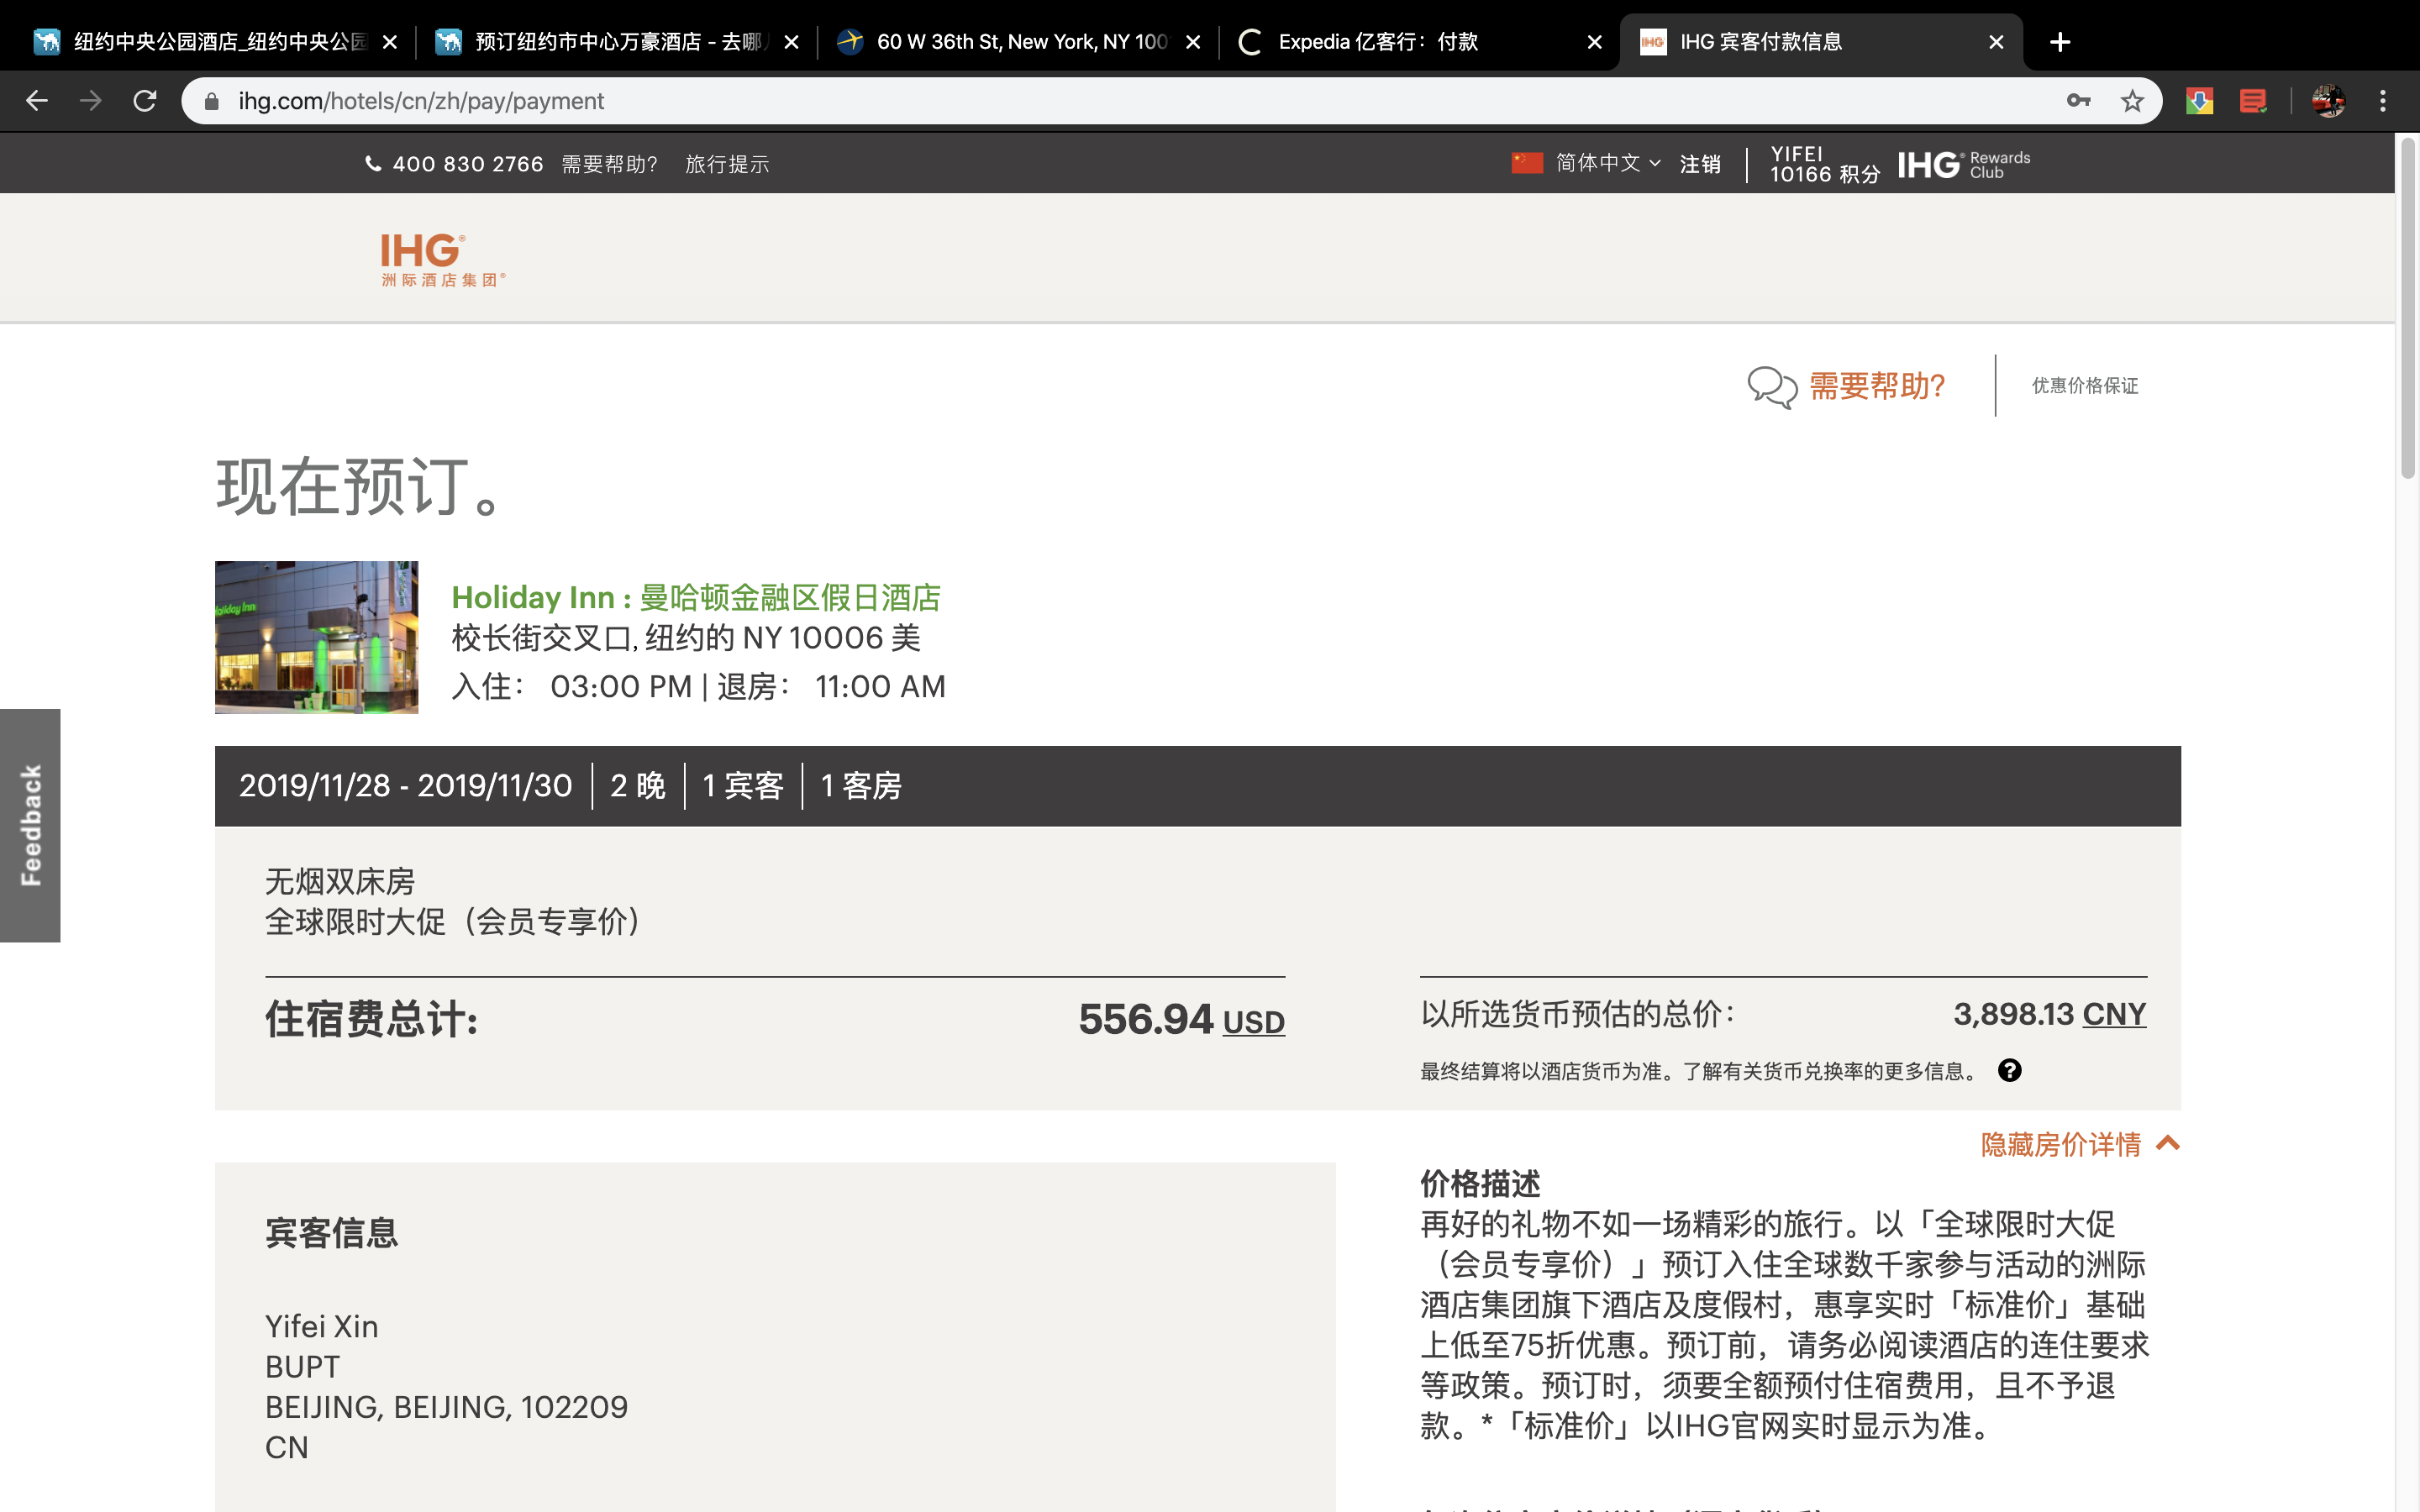 纽约中央公园酒店_纽约中央公园
预订纽约市中心万豪酒店 - 去哪儿
60 W 36th St, New York, NY 100
Expedia 亿客行：付款
IHG 宾客付款信息
ihg.com/hotels/cn/zh/pay/payment
400 830 2766 需要帮助? 旅行提示
简体中文 注销
YIFEI
10166 积分
IHG® Rewards Club
IHG®
洲际酒店集团®
需要帮助?
优惠价格保证
现在预订。
Holiday Inn
Holiday Inn : 曼哈顿金融区假日酒店
校长街交叉口, 纽约的 NY 10006 美
入住： 03:00 PM | 退房： 11:00 AM
Feedback
2019/11/28 - 2019/11/30 2 晚 1 宾客 1 客房
无烟双床房
全球限时大促（会员专享价）
住宿费总计: 556.94 USD
以所选货币预估的总价： 3,898.13 CNY
最终结算将以酒店货币为准。了解有关货币兑换率的更多信息。 ?
隐藏房价详情
宾客信息
Yifei Xin
BUPT
BEIJING, BEIJING, 102209
CN
价格描述
再好的礼物不如一场精彩的旅行。以「全球限时大促
（会员专享价）」预订入住全球数千家参与活动的洲际
酒店集团旗下酒店及度假村，惠享实时「标准价」基础
上低至75折优惠。预订前，请务必阅读酒店的连住要求
等政策。预订时，须要全额预付住宿费用，且不予退
款。*「标准价」以IHG官网实时显示为准。